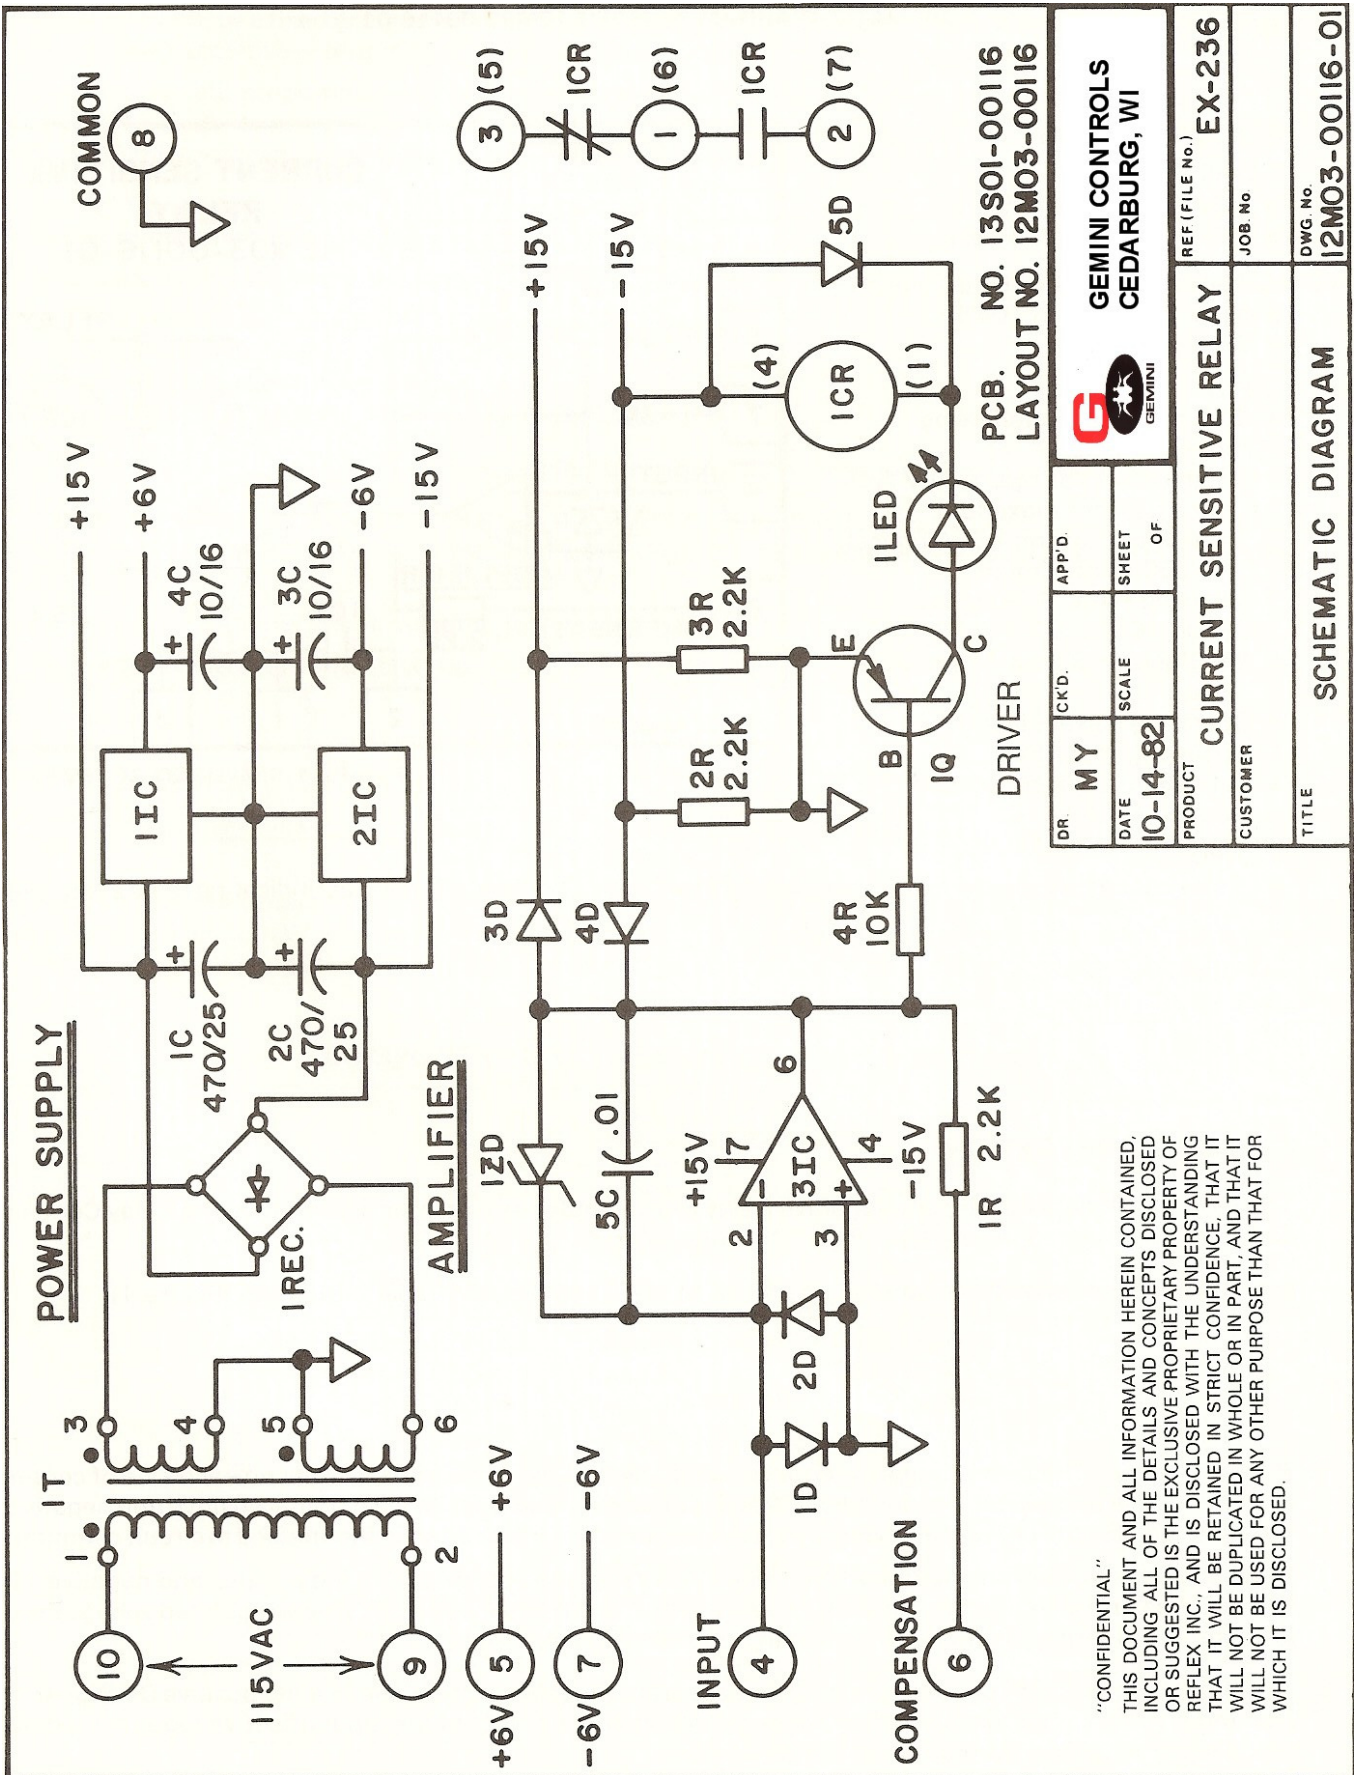 POWER SUPPLY
1T
1
2
3
4
5
6
10
115VAC
9
1REC.
1C
470/25
2C
470/
25
+
+
1IC
2IC
+
4C
10/16
+
3C
10/16
+15V
+6V
-6V
-15V
COMMON
8
+6V
5
+6V
-6V
7
-6V
AMPLIFIER
1ZD
5C
.01
3D
4D
+15V
7
2
-
3IC
+
3
6
4
-15V
INPUT
4
1D
2D
COMPENSATION
6
1R 2.2K
4R
10K
2R
2.2K
3R
2.2K
B
E
C
1Q
DRIVER
1LED
+15V
-15V
(4)
1CR
(1)
5D
3
(5)
1CR
1
(6)
1CR
2
(7)
PCB. NO. 13S01-00116
LAYOUT NO. 12M03-00116
"CONFIDENTIAL"
THIS DOCUMENT AND ALL INFORMATION HEREIN CONTAINED,
INCLUDING ALL OF THE DETAILS AND CONCEPTS DISCLOSED
OR SUGGESTED IS THE EXCLUSIVE PROPRIETARY PROPERTY OF
REFLEX INC., AND IS DISCLOSED WITH THE UNDERSTANDING
THAT IT WILL BE RETAINED IN STRICT CONFIDENCE, THAT IT
WILL NOT BE DUPLICATED IN WHOLE OR IN PART, AND THAT IT
WILL NOT BE USED FOR ANY OTHER PURPOSE THAN THAT FOR
WHICH IT IS DISCLOSED.
DR. MY
CK'D.
APP'D.
DATE 10-14-82
SCALE
SHEET OF
G
GEMINI
GEMINI CONTROLS
CEDARBURG, WI
PRODUCT CURRENT SENSITIVE RELAY
REF.(FILE No.) EX-236
CUSTOMER
JOB. No.
TITLE SCHEMATIC DIAGRAM
DWG. No. 12M03-00116-01